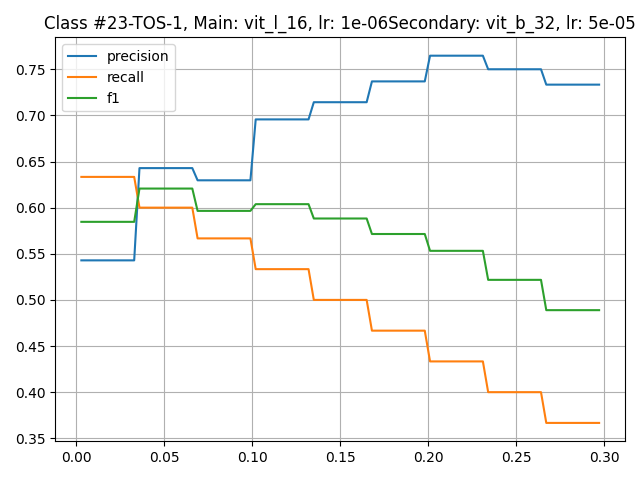 Class #23-TOS-1, Main: vit_l_16, lr: 1e-06Secondary: vit_b_32, lr: 5e-05
precision
recall
f1
0.75
0.70
0.65
0.60
0.55
0.50
0.45
0.40
0.35
0.00 0.05 0.10 0.15 0.20 0.25 0.30